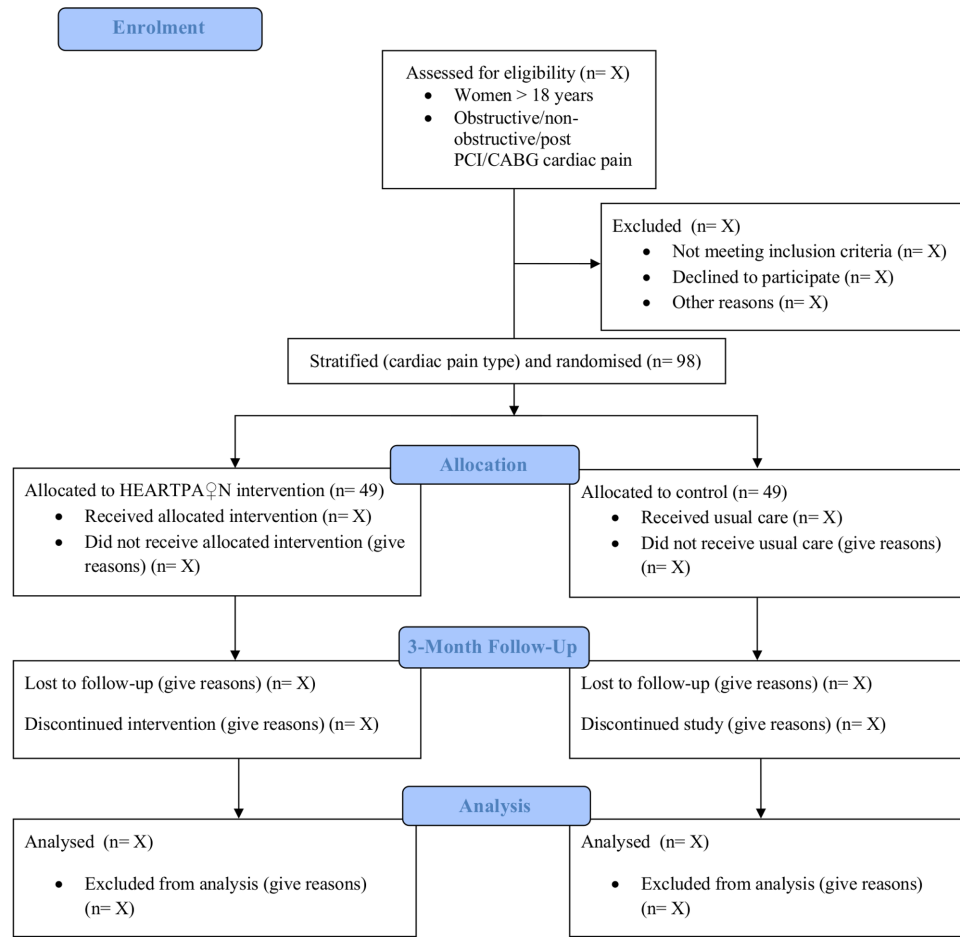 Enrolment
Assessed for eligibility (n= X)
• Women > 18 years
• Obstructive/non-
obstructive/post
PCI/CABG cardiac pain
Excluded (n= X)
• Not meeting inclusion criteria (n= X)
• Declined to participate (n= X)
• Other reasons (n= X)
Stratified (cardiac pain type) and randomised (n= 98)
Allocation
Allocated to HEARTPA♀N intervention (n= 49)
• Received allocated intervention (n= X)
• Did not receive allocated intervention (give
reasons) (n= X)
Allocated to control (n= 49)
• Received usual care (n= X)
• Did not receive usual care (give reasons)
(n= X)
3-Month Follow-Up
Lost to follow-up (give reasons) (n= X)
Discontinued intervention (give reasons) (n= X)
Lost to follow-up (give reasons) (n= X)
Discontinued study (give reasons) (n= X)
Analysis
Analysed (n= X)
• Excluded from analysis (give reasons)
(n= X)
Analysed (n= X)
• Excluded from analysis (give reasons)
(n= X)